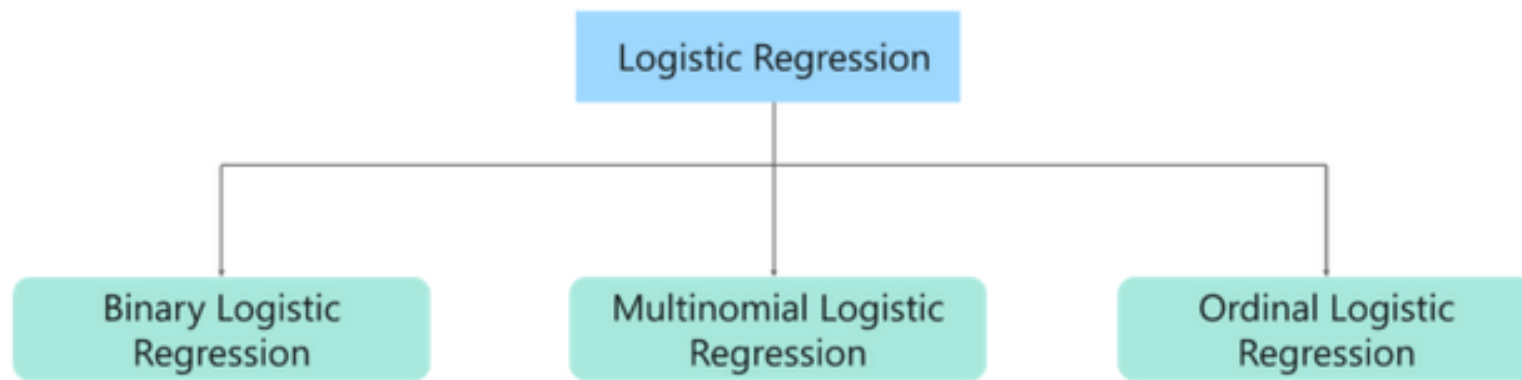 Logistic Regression
Binary Logistic
Regression
Multinomial Logistic
Regression
Ordinal Logistic
Regression